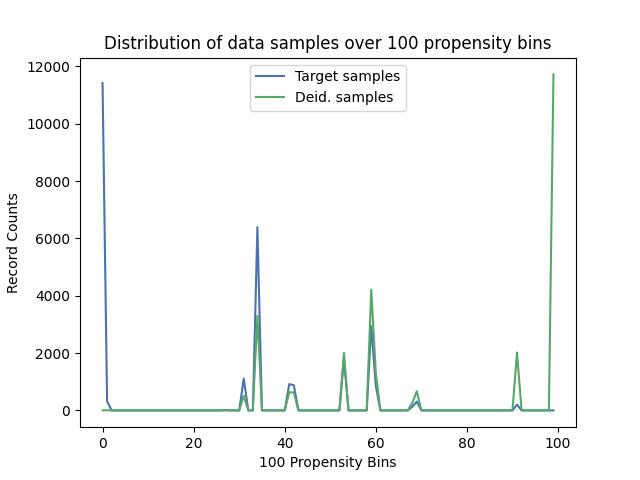 Distribution of data samples over 100 propensity bins
Target samples
Deid. samples
12000
10000
8000
6000
4000
2000
0
Record Counts
0 20 40 60 80 100
100 Propensity Bins